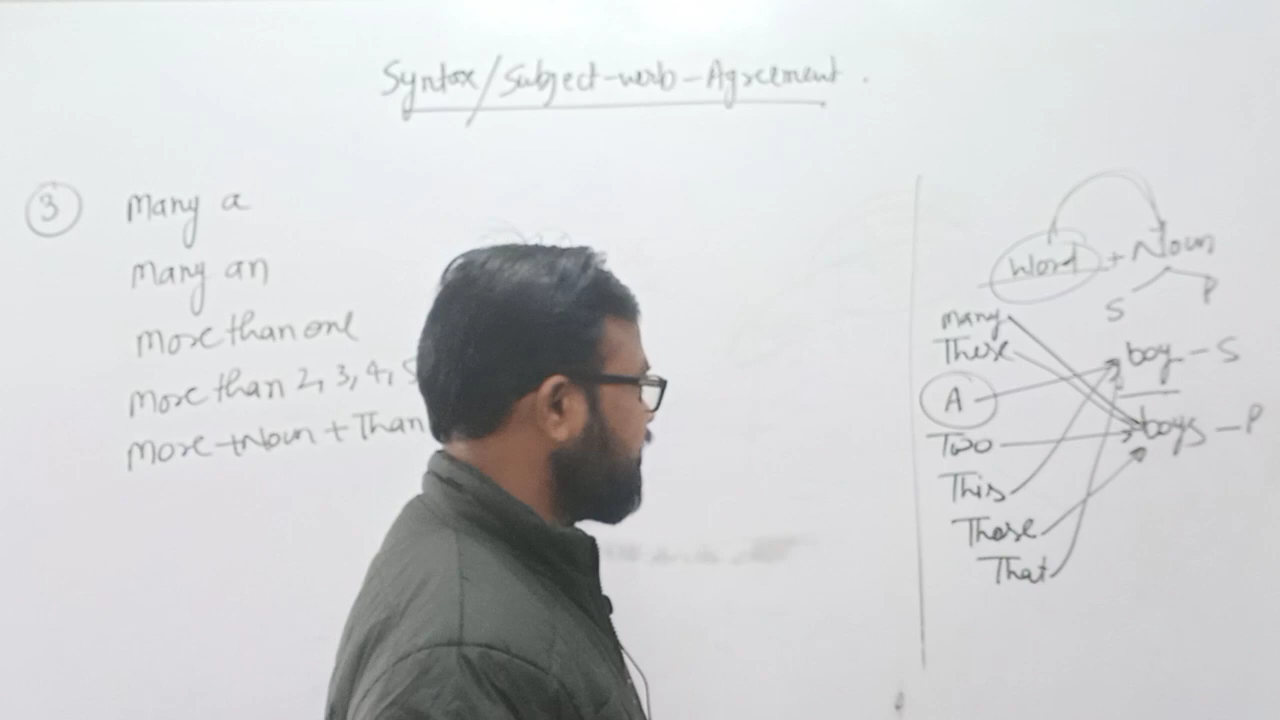 Syntax/Subject-verb-Agreement.
3 Many a
Many an
More than one
More than 2, 3, 4, 5
More + Noun + Than
Word + Noun
S P
many
These
A
Two
This
Those
That
boy - S
boys - P